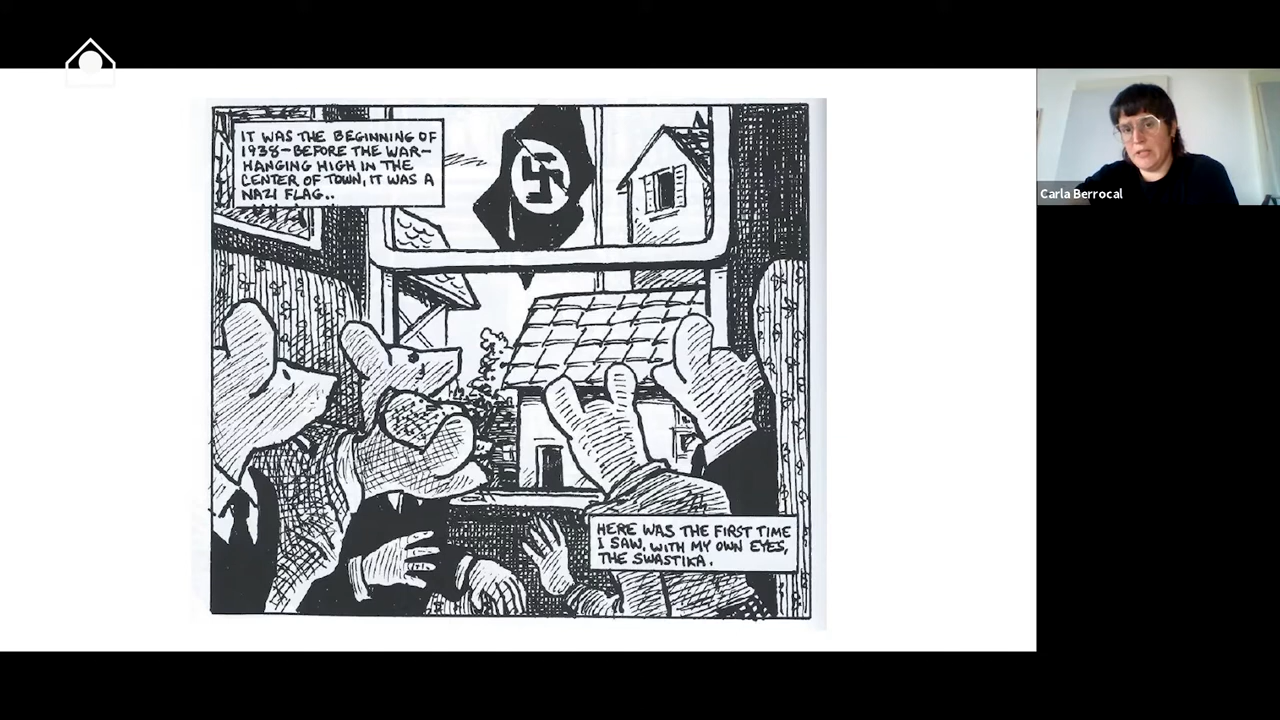 IT WAS THE BEGINNING OF
1938-BEFORE THE WAR-
HANGING HIGH IN THE
CENTER OF TOWN, IT WAS A
NAZI FLAG..
HERE WAS THE FIRST TIME
I SAW, WITH MY OWN EYES,
THE SWASTIKA.
Carla Berrocal